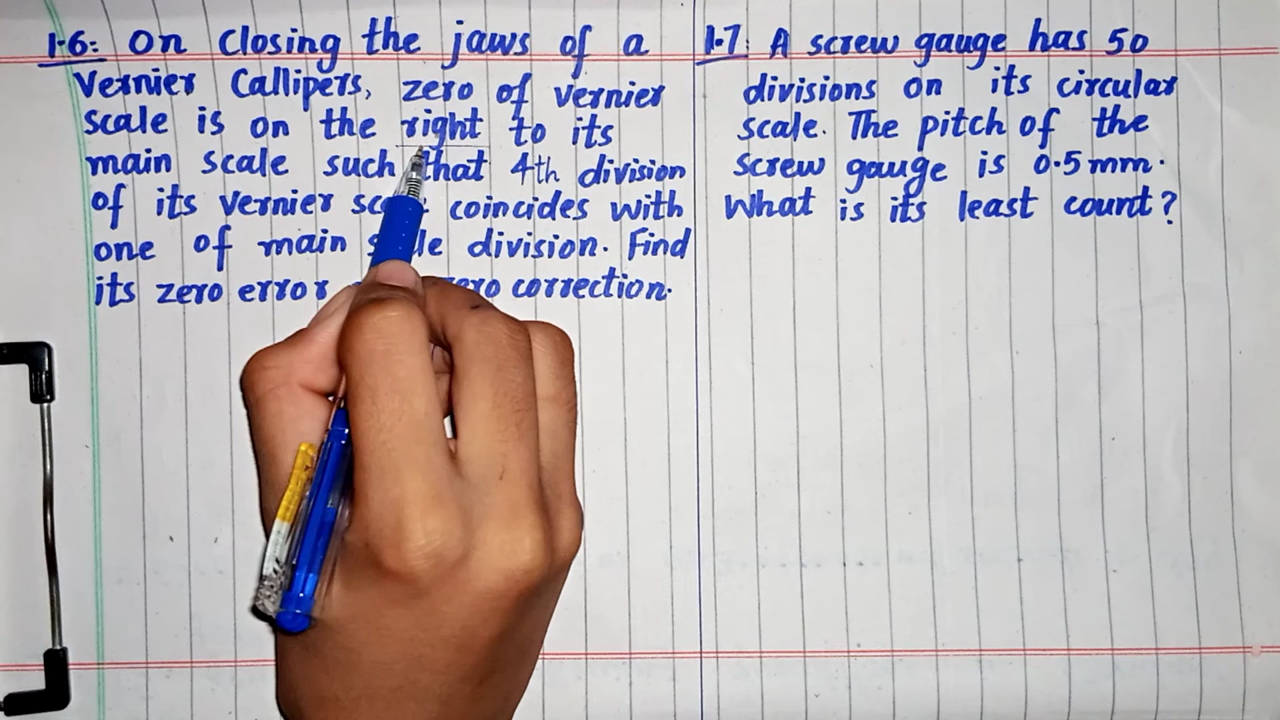 1.6: On Closing the jaws of a
Vernier Callipers, zero of vernier
scale is on the right to its
main scale such that 4th division
of its vernier coincides with
one of main scale division. Find
its zero error zero correction.
1.7: A screw gauge has 50
divisions on its circular
scale. The pitch of the
screw gauge is 0.5mm.
What is its least count?